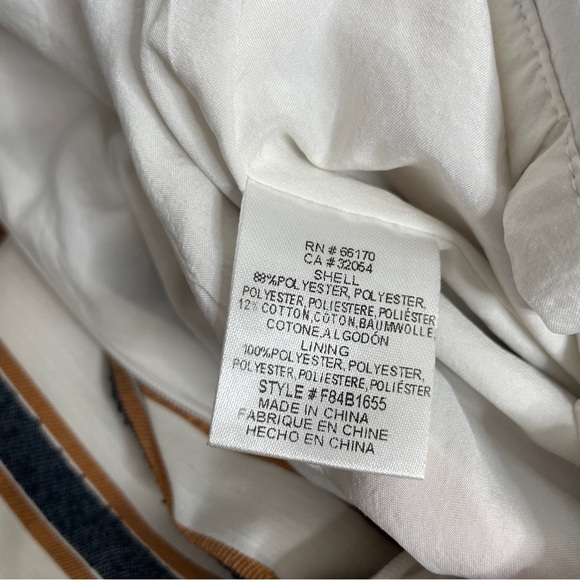 RN # 66170
CA # 32054
SHELL
88%POLYESTER, POLYESTER,
POLYESTER, POLIESTERE, POLIÉSTER
12% COTTON, COTON, BAUMWOLLE,
COTONE, ALGODÓN
LINING
100%POLYESTER, POLYESTER,
POLYESTER, POLIESTERE, POLIÉSTER
STYLE # F84B1655
MADE IN CHINA
FABRIQUE EN CHINE
HECHO EN CHINA